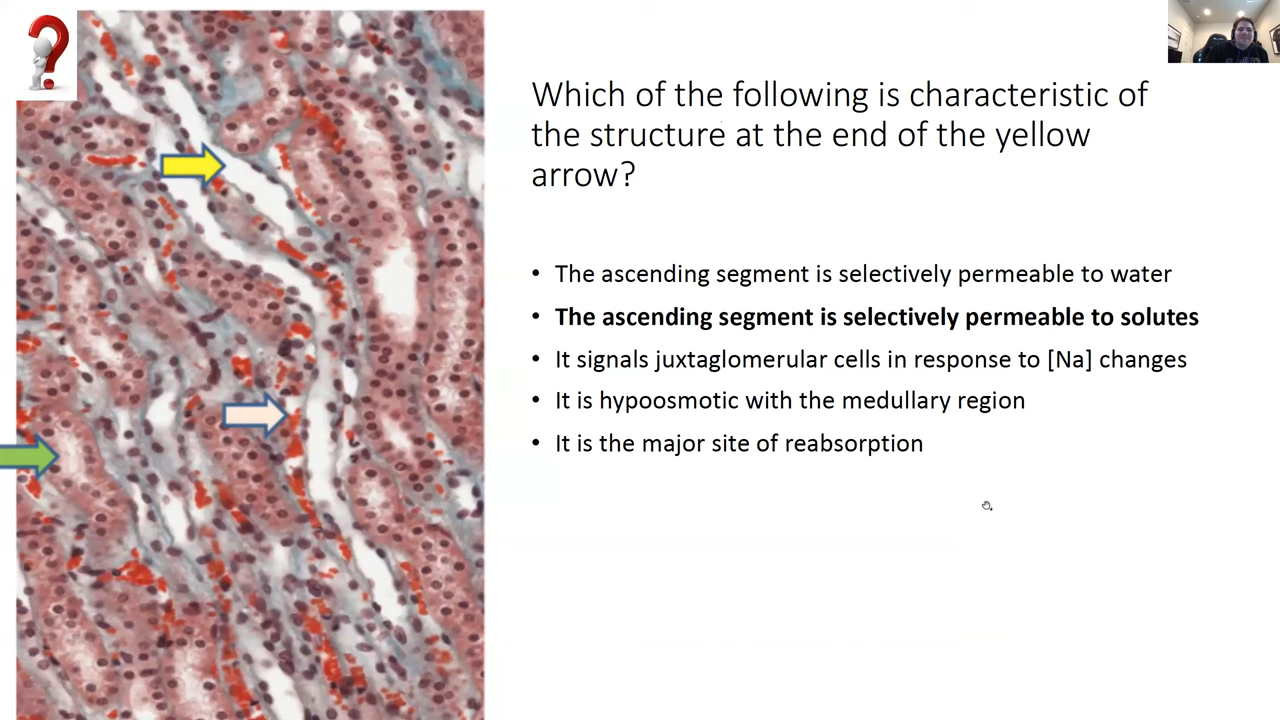 Which of the following is characteristic of
the structure at the end of the yellow
arrow?
• The ascending segment is selectively permeable to water
• The ascending segment is selectively permeable to solutes
• It signals juxtaglomerular cells in response to [Na] changes
• It is hypoosmotic with the medullary region
• It is the major site of reabsorption